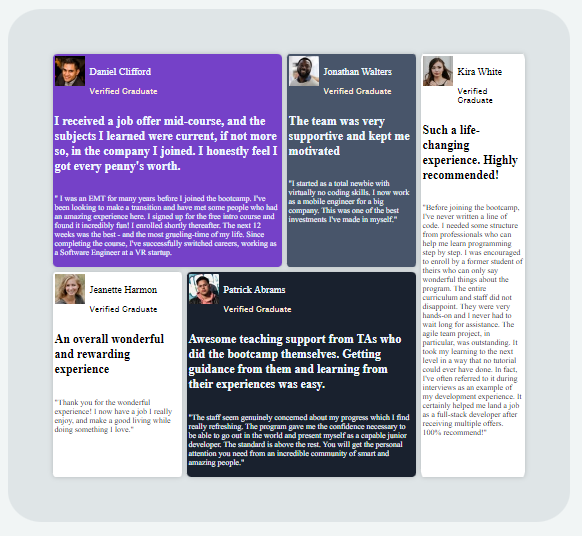 Daniel Clifford
Verified Graduate
I received a job offer mid-course, and the
subjects I learned were current, if not more
so, in the company I joined. I honestly feel I
got every penny's worth.
" I was an EMT for many years before I joined the bootcamp. I've
been looking to make a transition and have met some people who had
an amazing experience here. I signed up for the free intro course and
found it incredibly fun! I enrolled shortly thereafter. The next 12
weeks was the best - and the most grueling-time of my life. Since
completing the course, I've successfully switched careers, working as
a Software Engineer at a VR startup.
Jonathan Walters
Verified Graduate
The team was very
supportive and kept me
motivated
"I started as a total newbie with
virtually no coding skills. I now work
as a mobile engineer for a big
company. This was one of the best
investments I've made in myself."
Kira White
Verified
Graduate
Such a life-
changing
experience. Highly
recommended!
"Before joining the bootcamp,
I've never written a line of
code. I needed some structure
from professionals who can
help me learn programming
step by step. I was encouraged
to enroll by a former student of
theirs who can only say
wonderful things about the
program. The entire
curriculum and staff did not
disappoint. They were very
hands-on and I never had to
wait long for assistance. The
agile team project, in
particular, was outstanding. It
took my learning to the next
level in a way that no tutorial
could ever have done. In fact,
I've often referred to it during
interviews as an example of
my development experience. It
certainly helped me land a job
as a full-stack developer after
receiving multiple offers.
100% recommend!"
Jeanette Harmon
Verified Graduate
An overall wonderful
and rewarding
experience
"Thank you for the wonderful
experience! I now have a job I really
enjoy, and make a good living while
doing something I love."
Patrick Abrams
Verified Graduate
Awesome teaching support from TAs who
did the bootcamp themselves. Getting
guidance from them and learning from
their experiences was easy.
"The staff seem genuinely concerned about my progress which I find
really refreshing. The program gave me the confidence necessary to
be able to go out in the world and present myself as a capable junior
developer. The standard is above the rest. You will get the personal
attention you need from an incredible community of smart and
amazing people."